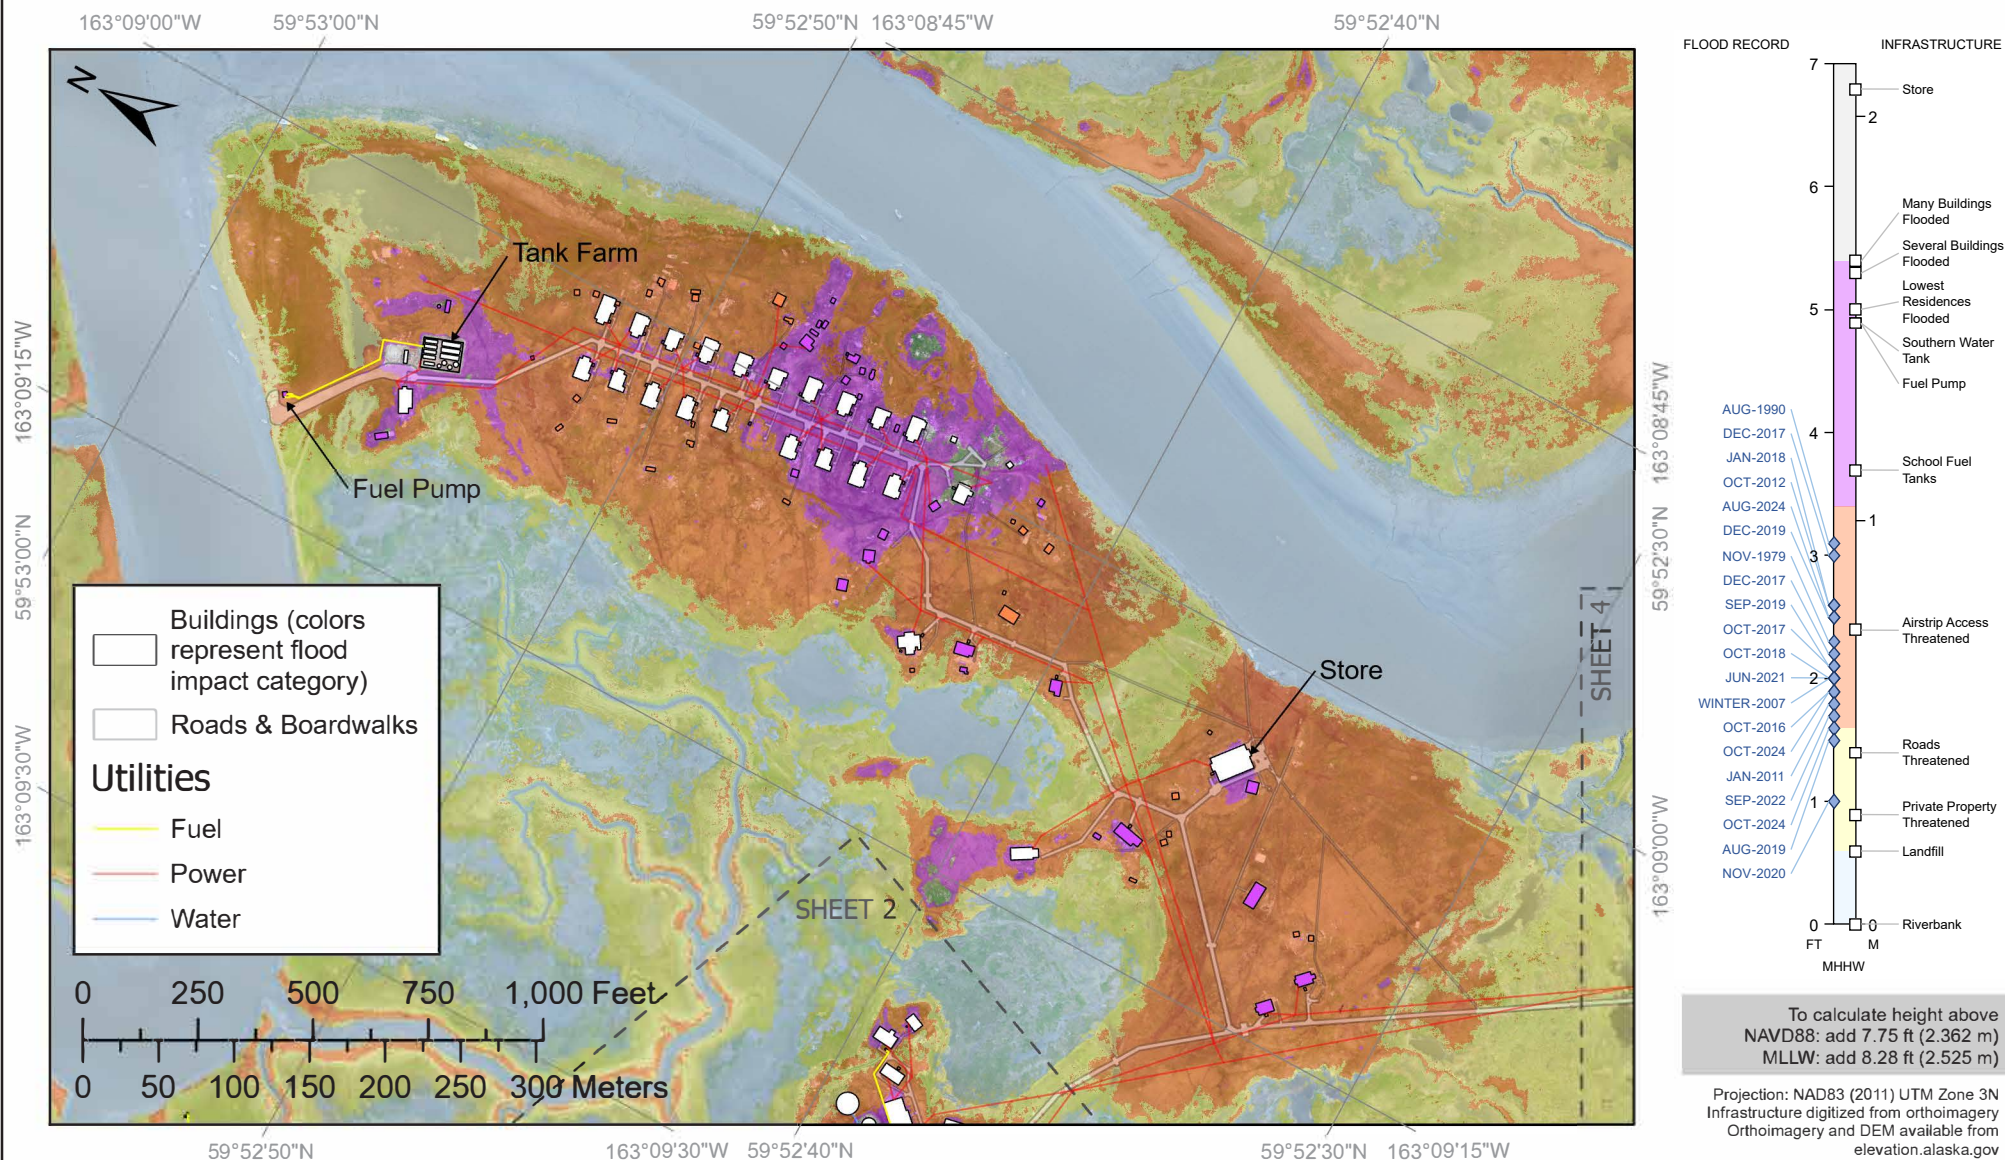 163°09'00"W
59°53'00"N
59°52'50"N
163°08'45"W
59°52'40"N
N
Tank Farm
Fuel Pump
Store
SHEET 4
SHEET 2
163°09'15"W
59°53'00"N
163°09'30"W
163°08'45"W
59°52'30"N
163°09'00"W
Buildings (colors
represent flood
impact category)
Roads & Boardwalks
Utilities
Fuel
Power
Water
0 250 500 750 1,000 Feet
0 50 100 150 200 250 300 Meters
59°52'50"N
163°09'30"W
59°52'40"N
59°52'30"N
163°09'15"W
FLOOD RECORD
INFRASTRUCTURE
7
6
5
4
3
2
1
0
FT
2
1
0
M
MHHW
AUG-1990
DEC-2017
JAN-2018
OCT-2012
AUG-2024
DEC-2019
NOV-1979
DEC-2017
SEP-2019
OCT-2017
OCT-2018
JUN-2021
WINTER-2007
OCT-2016
OCT-2024
JAN-2011
SEP-2022
OCT-2024
AUG-2019
NOV-2020
Store
Many Buildings
Flooded
Several Buildings
Flooded
Lowest
Residences
Flooded
Southern Water
Tank
Fuel Pump
School Fuel
Tanks
Airstrip Access
Threatened
Roads
Threatened
Private Property
Threatened
Landfill
Riverbank
To calculate height above
NAVD88: add 7.75 ft (2.362 m)
MLLW: add 8.28 ft (2.525 m)
Projection: NAD83 (2011) UTM Zone 3N
Infrastructure digitized from orthoimagery
Orthoimagery and DEM available from
elevation.alaska.gov